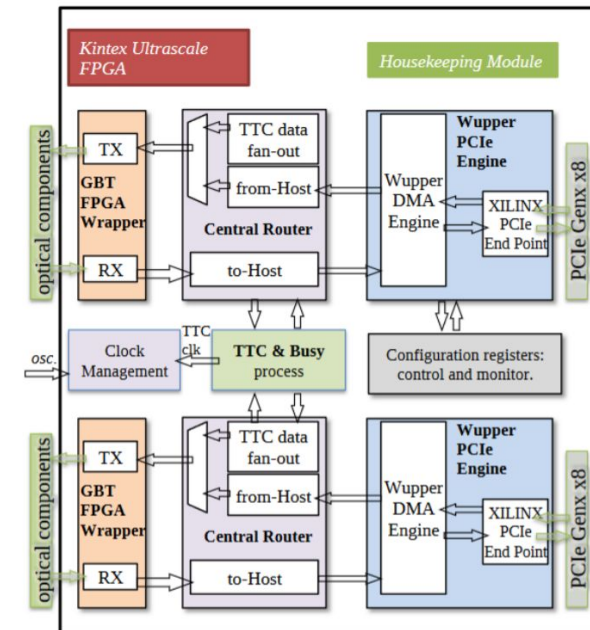 Kintex Ultrascale
FPGA
Housekeeping Module
optical components
TX
GBT
FPGA
Wrapper
RX
TTC data
fan-out
from-Host
Central Router
to-Host
Wupper
PCIe
Engine
Wupper
DMA
Engine
XILINX
PCIe
End Point
PCIe Genx x8
osc.
Clock
Management
TTC
clk
TTC & Busy
process
Configuration registers:
control and monitor.
optical components
TX
GBT
FPGA
Wrapper
RX
TTC data
fan-out
from-Host
Central Router
to-Host
Wupper
PCIe
Engine
Wupper
DMA
Engine
XILINX
PCIe
End Point
PCIe Genx x8